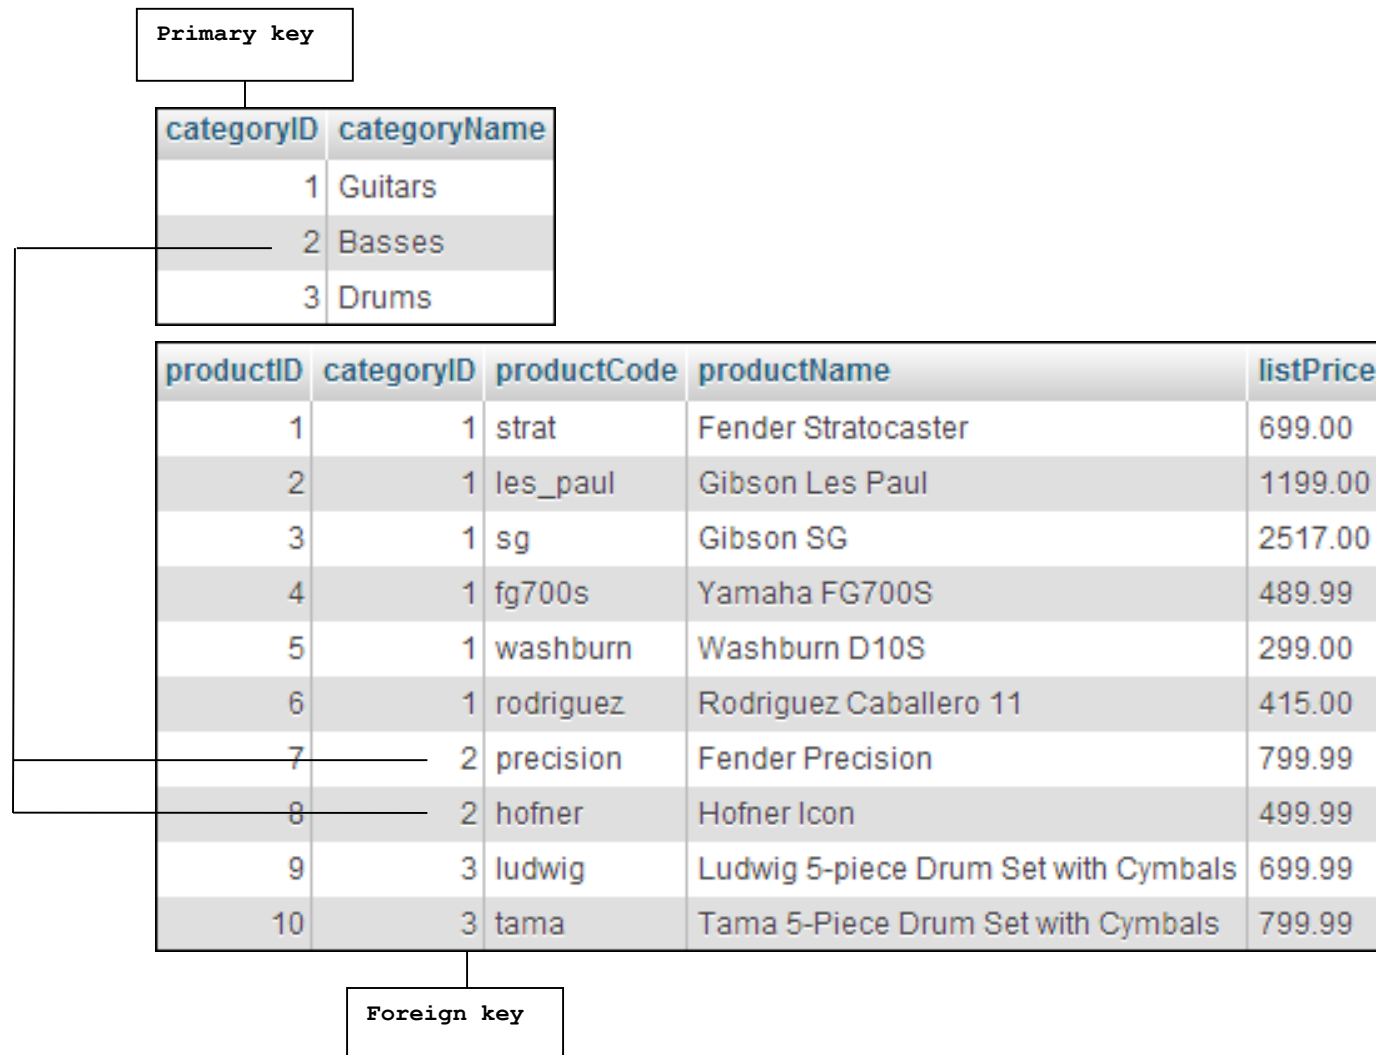 Primary key
categoryID categoryName
1 Guitars
2 Basses
3 Drums
productID categoryID productCode productName listPrice
1 1 strat Fender Stratocaster 699.00
2 1 les_paul Gibson Les Paul 1199.00
3 1 sg Gibson SG 2517.00
4 1 fg700s Yamaha FG700S 489.99
5 1 washburn Washburn D10S 299.00
6 1 rodriguez Rodriguez Caballero 11 415.00
7 2 precision Fender Precision 799.99
8 2 hofner Hofner Icon 499.99
9 3 ludwig Ludwig 5-piece Drum Set with Cymbals 699.99
10 3 tama Tama 5-Piece Drum Set with Cymbals 799.99
Foreign key